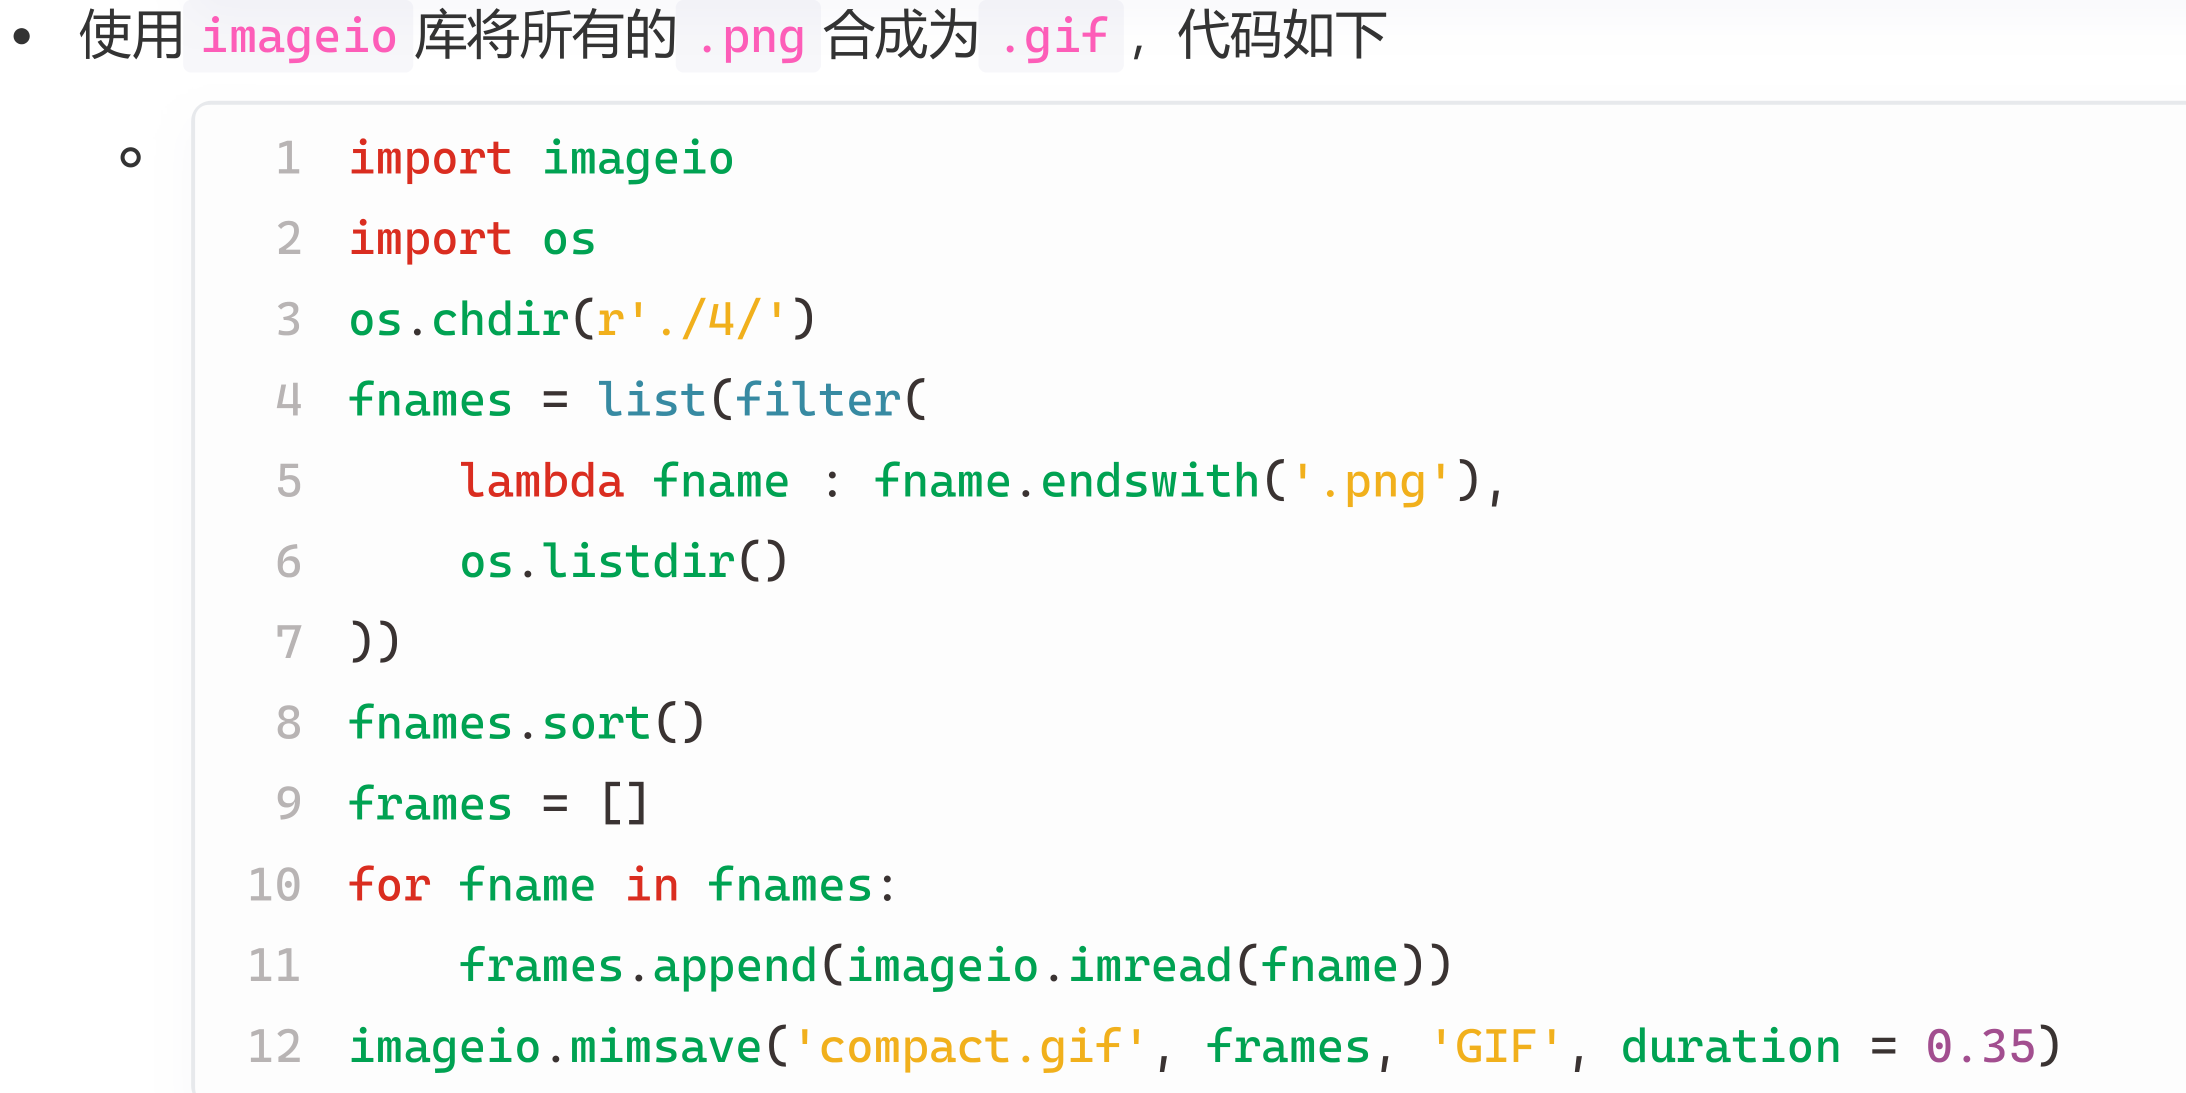 使用 imageio 库将所有的 .png 合成为 .gif ，代码如下
1 import imageio
2 import os
3 os.chdir(r'./4/')
4 fnames = list(filter(
5     lambda fname : fname.endswith('.png'),
6     os.listdir()
7 ))
8 fnames.sort()
9 frames = []
10 for fname in fnames:
11     frames.append(imageio.imread(fname))
12 imageio.mimsave('compact.gif', frames, 'GIF', duration = 0.35)